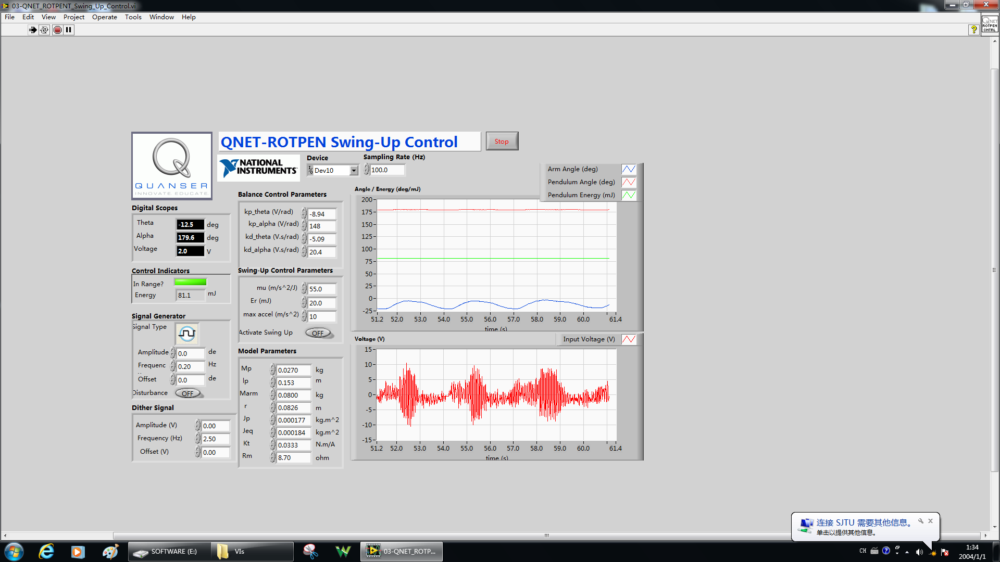 03-QNET_ROTPENT_Swing_Up_Control.vi
File Edit View Project Operate Tools Window Help
QNET
ROTPEN
CNTRL
QUANSER
INNOVATE. EDUCATE.
QNET-ROTPEN Swing-Up Control
Stop
NATIONAL
INSTRUMENTS
Device
Dev10
Sampling Rate (Hz)
100.0
Digital Scopes
Theta -12.5 deg
Alpha 179.6 deg
Voltage 2.0 V
Control Indicators
In Range?
Energy 81.1 mJ
Signal Generator
Signal Type
Amplitude 0.0 de
Frequenc 0.20 Hz
Offset 0.0 de
Disturbance OFF
Dither Signal
Amplitude (V) 0.00
Frequency (Hz) 2.50
Offset (V) 0.00
Balance Control Parameters
kp_theta (V/rad) -8.94
kp_alpha (V/rad) 148
kd_theta (V.s/rad) -5.09
kd_alpha (V.s/rad) 20.4
Swing-Up Control Parameters
mu (m/s^2/J) 55.0
Er (mJ) 20.0
max accel (m/s^2) 10
Activate Swing Up OFF
Model Parameters
Mp 0.0270 kg
lp 0.153 m
Marm 0.0800 kg
r 0.0826 m
Jp 0.000177 kg.m^2
Jeq 0.000184 kg.m^2
Kt 0.0333 N.m/A
Rm 8.70 ohm
Arm Angle (deg)
Pendulum Angle (deg)
Pendulum Energy (mJ)
Angle / Energy (deg/mJ)
200
175
150
125
100
75
50
25
0
-25
51.2 52.0 53.0 54.0 55.0 56.0 57.0 58.0 59.0 60.0 61.4
time (s)
Voltage (V)
Input Voltage (V)
15
10
5
0
-5
-10
-15
51.2 52.0 53.0 54.0 55.0 56.0 57.0 58.0 59.0 60.0 61.4
time (s)
连接 SJTU 需要其他信息。
单击以提供其他信息。
SOFTWARE (E:)
VIs
03-QNET_ROTP...
CH
1:34
2004/1/1